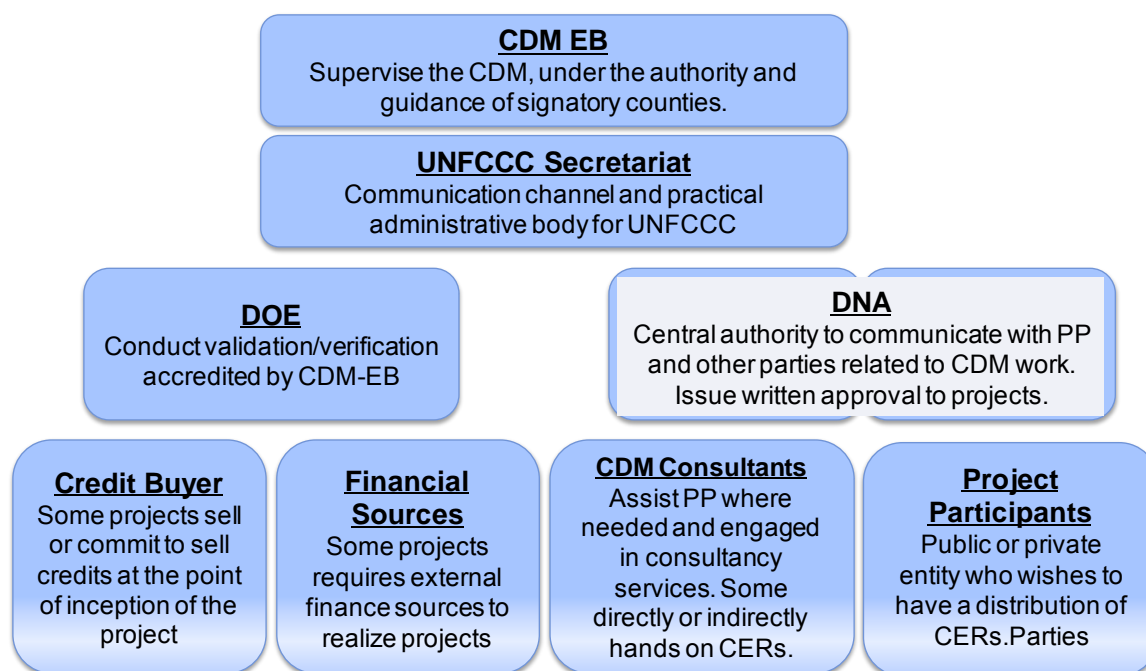 CDM EB
Supervise the CDM, under the authority and
guidance of signatory counties.
UNFCCC Secretariat
Communication channel and practical
administrative body for UNFCCC
DOE
Conduct validation/verification
accredited by CDM-EB
DNA
Central authority to communicate with PP
and other parties related to CDM work.
Issue written approval to projects.
Credit Buyer
Some projects sell
or commit to sell
credits at the point
of inception of the
project
Financial
Sources
Some projects
requires external
finance sources to
realize projects
CDM Consultants
Assist PP where
needed and engaged
in consultancy
services. Some
directly or indirectly
hands on CERs.
Project
Participants
Public or private
entity who wishes to
have a distribution of
CERs.Parties